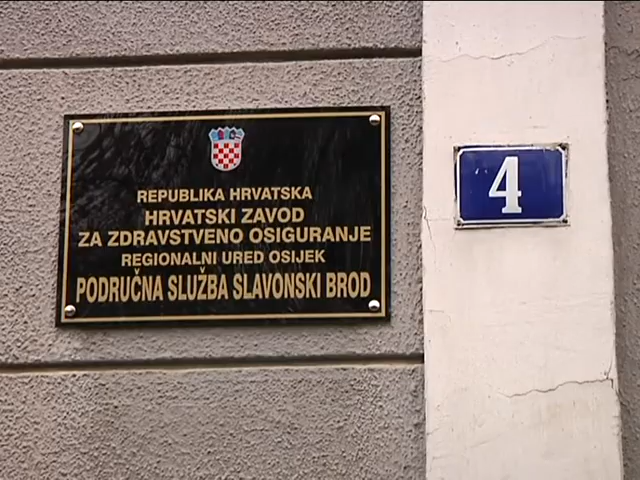 REPUBLIKA HRVATSKA
HRVATSKI ZAVOD
ZA ZDRAVSTVENO OSIGURANJE
REGIONALNI URED OSIJEK
PODRUČNA SLUŽBA SLAVONSKI BROD
4